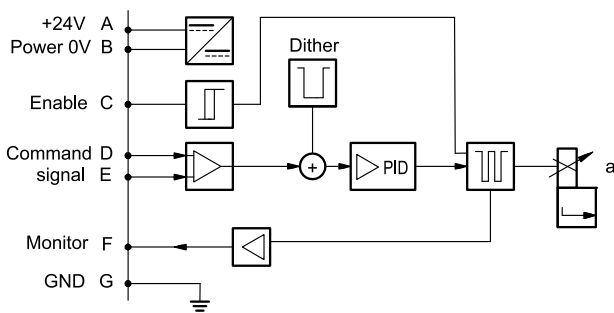 +24V A
Power 0V B
Dither
Enable C
Command D
signal E
PID
a
Monitor F
GND G